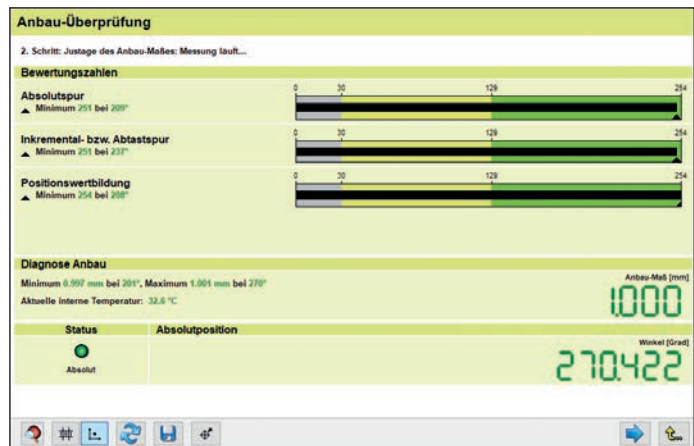 Anbau-Überprüfung
2. Schritt: Justage des Anbau-Maßes: Messung läuft...
Bewertungszahlen
Absolutspur
Minimum 251 bei 209°
0 30 129 254
Inkremental- bzw. Abtastspur
Minimum 251 bei 237°
0 30 129 254
Positionswertbildung
Minimum 254 bei 208°
0 30 129 254
Diagnose Anbau
Minimum 0.997 mm bei 201°, Maximum 1.001 mm bei 270°
Aktuelle interne Temperatur: 32.6 °C
Anbau-Maß [mm]
1.000
Status Absolutposition
Absolut
Winkel [Grad]
270.422